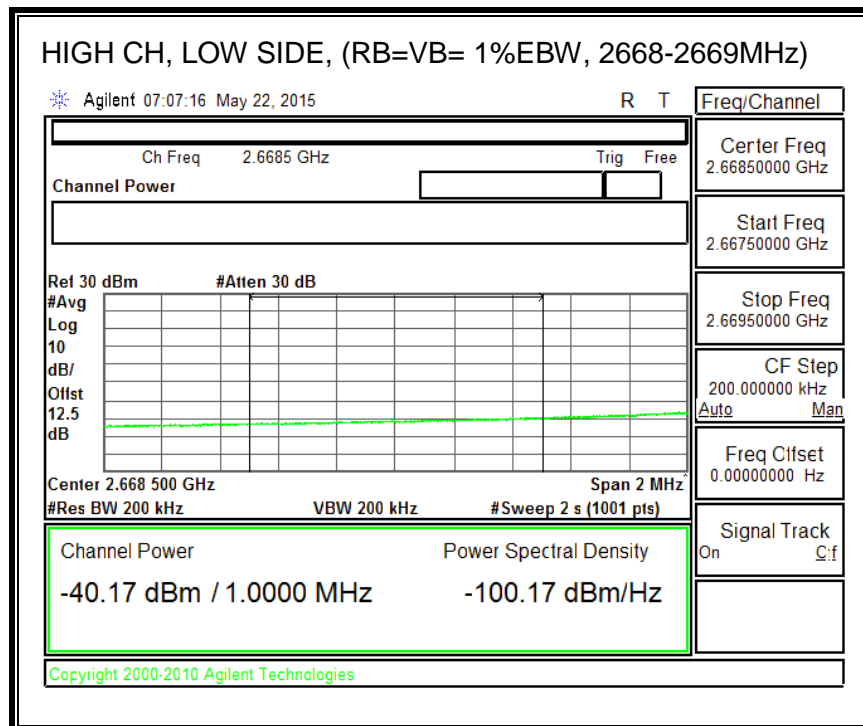 HIGH CH, LOW SIDE, (RB=VB= 1%EBW, 2668-2669MHz)
Agilent 07:07:16 May 22, 2015 R T
Freq/Channel
Ch Freq 2.6685 GHz Trig Free
Channel Power
Center Freq
2.66850000 GHz
Start Freq
2.66750000 GHz
Stop Freq
2.66950000 GHz
CF Step
200.000000 kHz
Auto Man
Freq Offset
0.00000000 Hz
Signal Track
On Off
Ref 30 dBm #Atten 30 dB
#Avg
Log
10
dB/
Offst
12.5
dB
Center 2.668 500 GHz Span 2 MHz
#Res BW 200 kHz VBW 200 kHz #Sweep 2 s (1001 pts)
Channel Power Power Spectral Density
-40.17 dBm / 1.0000 MHz -100.17 dBm/Hz
Copyright 2000-2010 Agilent Technologies